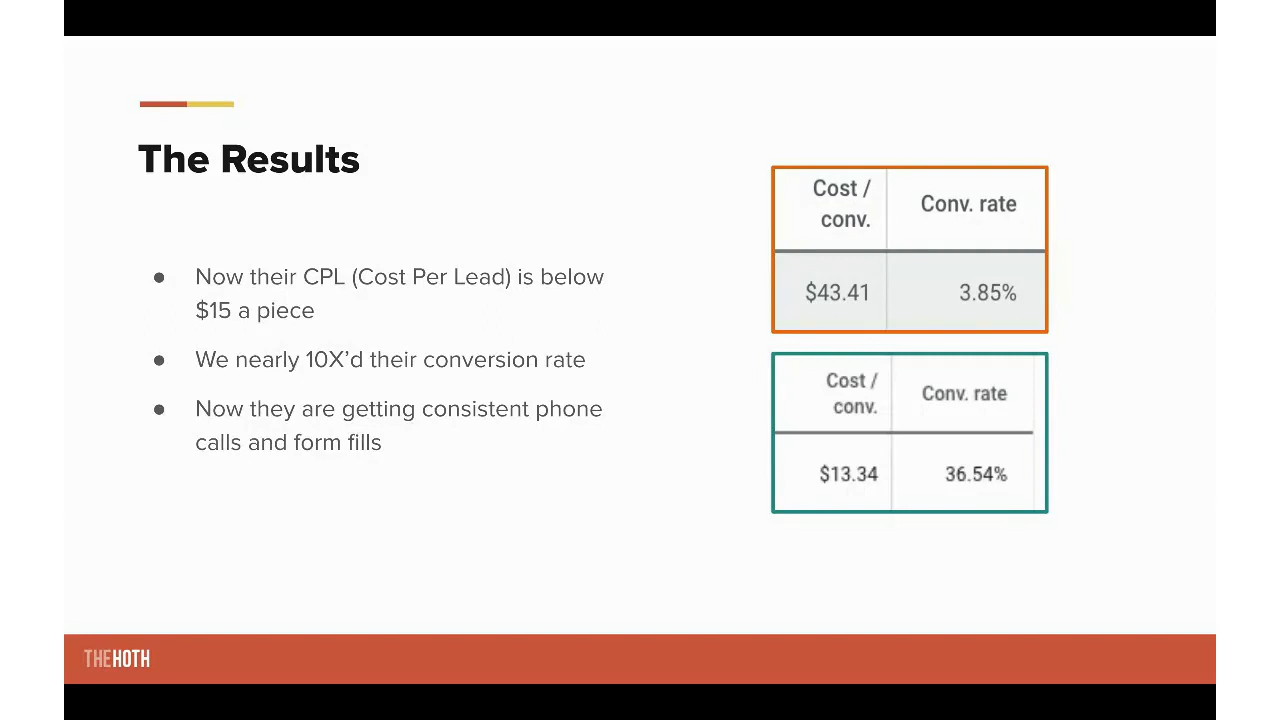 The Results
● Now their CPL (Cost Per Lead) is below
$15 a piece
● We nearly 10X’d their conversion rate
● Now they are getting consistent phone
calls and form fills
Cost / conv. Conv. rate
$43.41 3.85%
Cost / conv. Conv. rate
$13.34 36.54%
THEHOTH